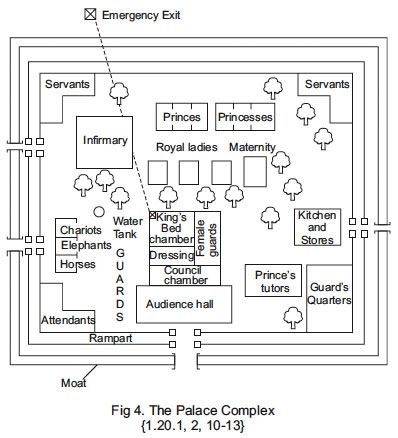 Emergency Exit
Servants
Servants
Princes
Princesses
Infirmary
Royal ladies
Maternity
Water
Tank
King's
Bed
chamber
Female
guards
Kitchen
and
Stores
Chariots
Elephants
Horses
GUARDS
Dressing
Council
chamber
Prince's
tutors
Guard's
Quarters
Audience hall
Attendants
Rampart
Moat
Fig 4. The Palace Complex
{1.20.1, 2, 10-13}